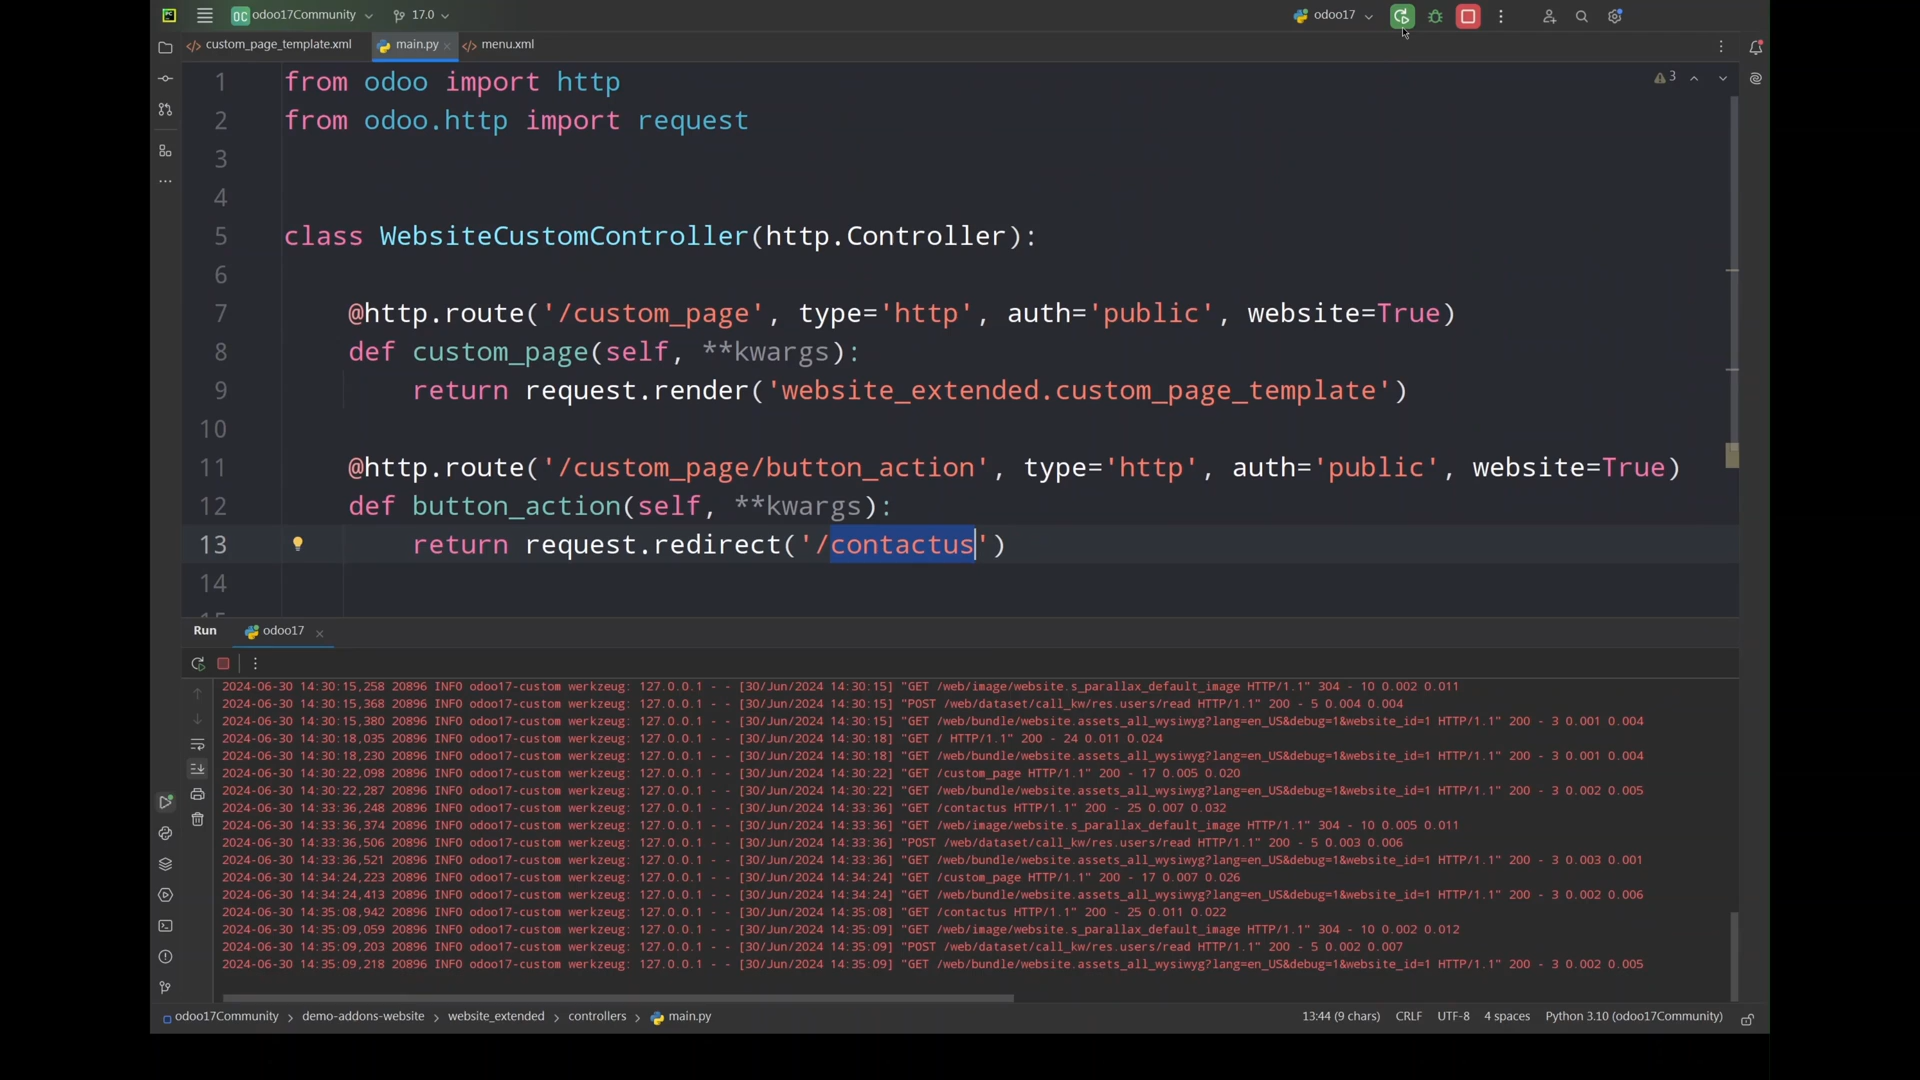 PC
OC odoo17Community
17.0
odoo17
custom_page_template.xml
main.py
menu.xml
3
1 from odoo import http
2 from odoo.http import request
3
4
5 class WebsiteCustomController(http.Controller):
6
7 @http.route('/custom_page', type='http', auth='public', website=True)
8 def custom_page(self, **kwargs):
9 return request.render('website_extended.custom_page_template')
10
11 @http.route('/custom_page/button_action', type='http', auth='public', website=True)
12 def button_action(self, **kwargs):
13 return request.redirect('/contactus')
14
Run odoo17
2024-06-30 14:30:15,258 20896 INFO odoo17-custom werkzeug: 127.0.0.1 - - [30/Jun/2024 14:30:15] "GET /web/image/website.s_parallax_default_image HTTP/1.1" 304 - 10 0.002 0.011
2024-06-30 14:30:15,368 20896 INFO odoo17-custom werkzeug: 127.0.0.1 - - [30/Jun/2024 14:30:15] "POST /web/dataset/call_kw/res.users/read HTTP/1.1" 200 - 5 0.004 0.004
2024-06-30 14:30:15,380 20896 INFO odoo17-custom werkzeug: 127.0.0.1 - - [30/Jun/2024 14:30:15] "GET /web/bundle/website.assets_all_wysiwyg?lang=en_US&debug=1&website_id=1 HTTP/1.1" 200 - 3 0.001 0.004
2024-06-30 14:30:18,035 20896 INFO odoo17-custom werkzeug: 127.0.0.1 - - [30/Jun/2024 14:30:18] "GET / HTTP/1.1" 200 - 24 0.011 0.024
2024-06-30 14:30:18,230 20896 INFO odoo17-custom werkzeug: 127.0.0.1 - - [30/Jun/2024 14:30:18] "GET /web/bundle/website.assets_all_wysiwyg?lang=en_US&debug=1&website_id=1 HTTP/1.1" 200 - 3 0.001 0.004
2024-06-30 14:30:22,098 20896 INFO odoo17-custom werkzeug: 127.0.0.1 - - [30/Jun/2024 14:30:22] "GET /custom_page HTTP/1.1" 200 - 17 0.005 0.020
2024-06-30 14:30:22,287 20896 INFO odoo17-custom werkzeug: 127.0.0.1 - - [30/Jun/2024 14:30:22] "GET /web/bundle/website.assets_all_wysiwyg?lang=en_US&debug=1&website_id=1 HTTP/1.1" 200 - 3 0.002 0.005
2024-06-30 14:33:36,248 20896 INFO odoo17-custom werkzeug: 127.0.0.1 - - [30/Jun/2024 14:33:36] "GET /contactus HTTP/1.1" 200 - 25 0.007 0.032
2024-06-30 14:33:36,374 20896 INFO odoo17-custom werkzeug: 127.0.0.1 - - [30/Jun/2024 14:33:36] "GET /web/image/website.s_parallax_default_image HTTP/1.1" 304 - 10 0.005 0.011
2024-06-30 14:33:36,506 20896 INFO odoo17-custom werkzeug: 127.0.0.1 - - [30/Jun/2024 14:33:36] "POST /web/dataset/call_kw/res.users/read HTTP/1.1" 200 - 5 0.003 0.006
2024-06-30 14:33:36,521 20896 INFO odoo17-custom werkzeug: 127.0.0.1 - - [30/Jun/2024 14:33:36] "GET /web/bundle/website.assets_all_wysiwyg?lang=en_US&debug=1&website_id=1 HTTP/1.1" 200 - 3 0.003 0.001
2024-06-30 14:34:24,223 20896 INFO odoo17-custom werkzeug: 127.0.0.1 - - [30/Jun/2024 14:34:24] "GET /custom_page HTTP/1.1" 200 - 17 0.007 0.026
2024-06-30 14:34:24,413 20896 INFO odoo17-custom werkzeug: 127.0.0.1 - - [30/Jun/2024 14:34:24] "GET /web/bundle/website.assets_all_wysiwyg?lang=en_US&debug=1&website_id=1 HTTP/1.1" 200 - 3 0.002 0.006
2024-06-30 14:35:08,942 20896 INFO odoo17-custom werkzeug: 127.0.0.1 - - [30/Jun/2024 14:35:08] "GET /contactus HTTP/1.1" 200 - 25 0.011 0.022
2024-06-30 14:35:09,059 20896 INFO odoo17-custom werkzeug: 127.0.0.1 - - [30/Jun/2024 14:35:09] "GET /web/image/website.s_parallax_default_image HTTP/1.1" 304 - 10 0.002 0.012
2024-06-30 14:35:09,203 20896 INFO odoo17-custom werkzeug: 127.0.0.1 - - [30/Jun/2024 14:35:09] "POST /web/dataset/call_kw/res.users/read HTTP/1.1" 200 - 5 0.002 0.007
2024-06-30 14:35:09,218 20896 INFO odoo17-custom werkzeug: 127.0.0.1 - - [30/Jun/2024 14:35:09] "GET /web/bundle/website.assets_all_wysiwyg?lang=en_US&debug=1&website_id=1 HTTP/1.1" 200 - 3 0.002 0.005
odoo17Community > demo-addons-website > website_extended > controllers > main.py
13:44 (9 chars) CRLF UTF-8 4 spaces Python 3.10 (odoo17Community)